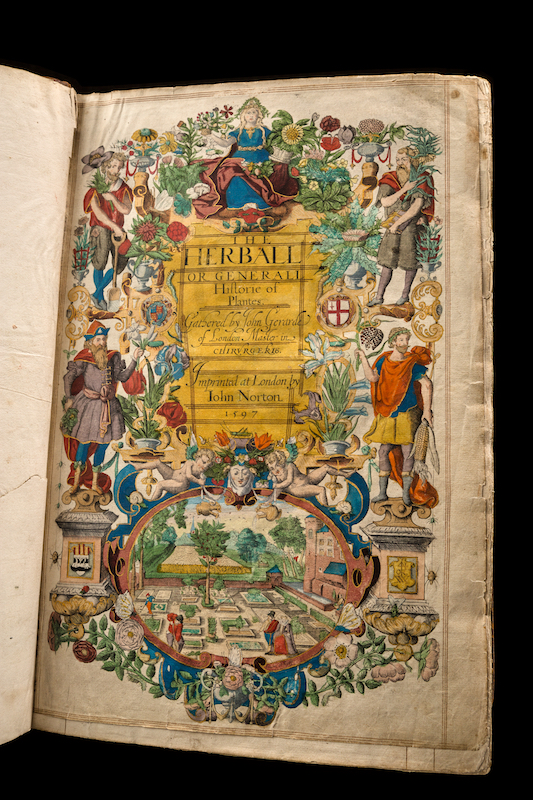 THE
HERBALL
OR GENERALL
Historie of
Plantes.
Gathered by John Gerarde
of London Master in
CHIRVRGERIE.
Imprinted at London by
Iohn Norton.
1597